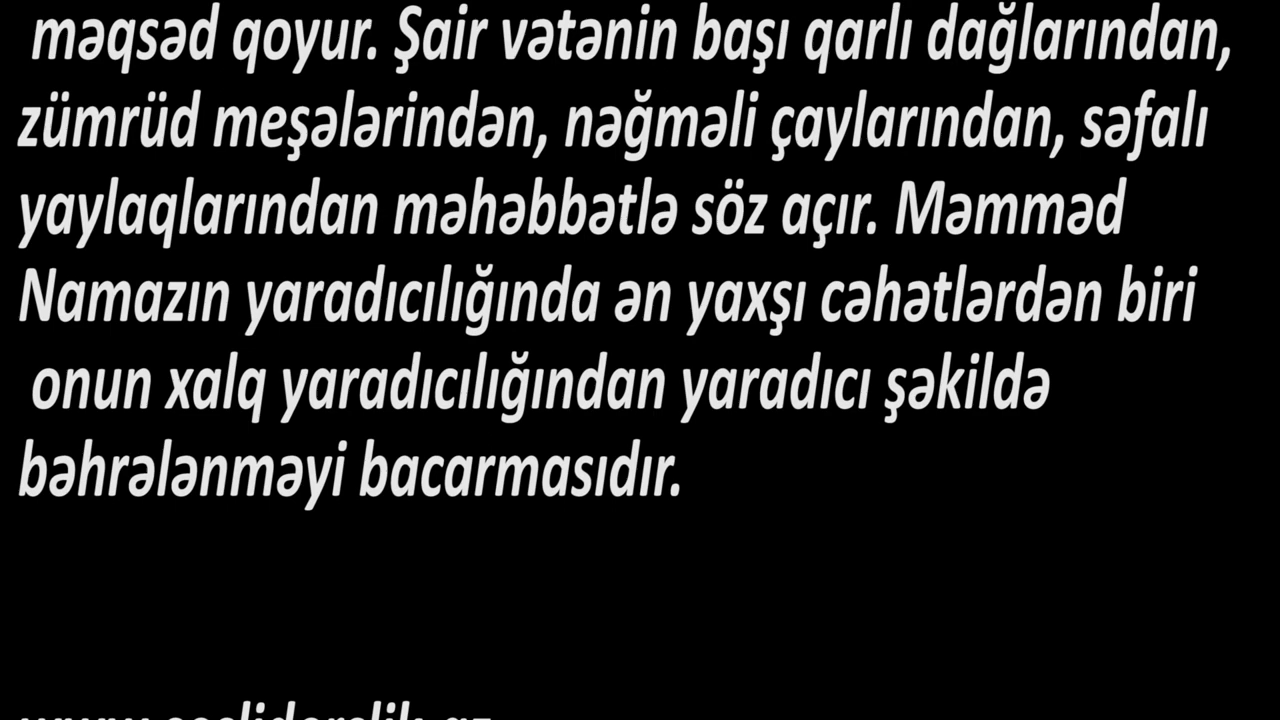 məqsəd qoyur. Şair vətənin başı qarlı dağlarından,
zümrüd meşələrindən, nəğməli çaylarından, səfalı
yaylaqlarından məhəbbətlə söz açır. Məmməd
Namazın yaradıcılığında ən yaxşı cəhətlərdən biri
onun xalq yaradıcılığından yaradıcı şəkildə
bəhrələnməyi bacarmasıdır.